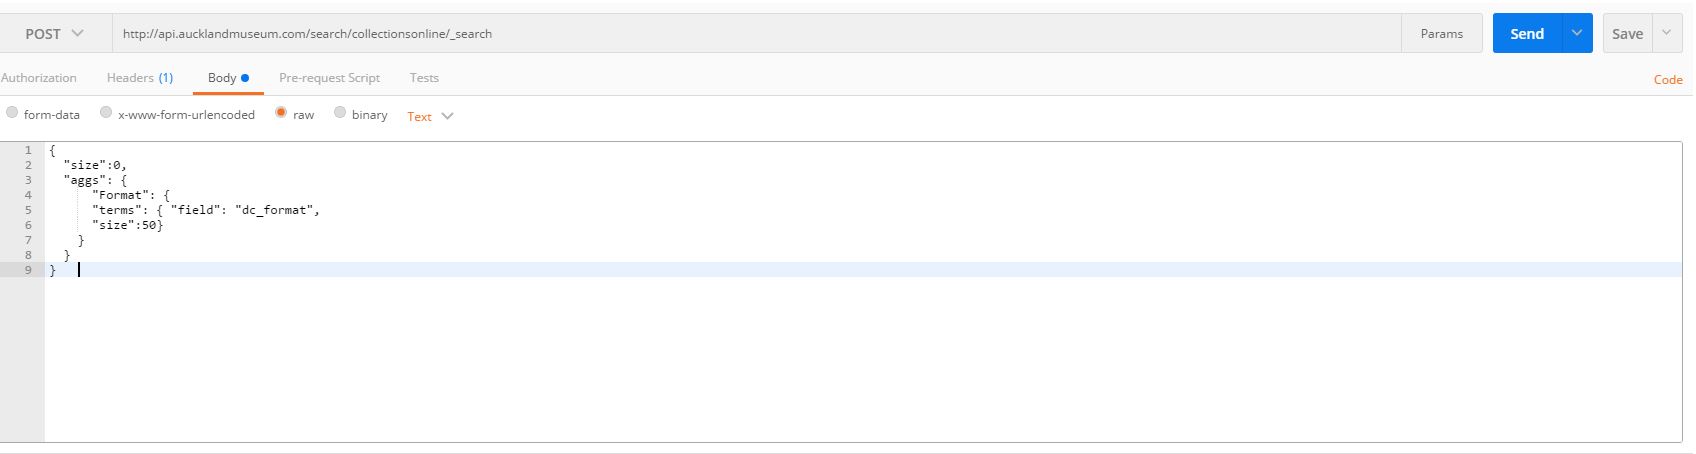 POST http://api.aucklandmuseum.com/search/collectionsonline/_search Params Send Save
Authorization Headers (1) Body Pre-request Script Tests Code
form-data x-www-form-urlencoded raw binary Text
1 {
2 "size":0,
3 "aggs": {
4 "Format": {
5 "terms": { "field": "dc_format",
6 "size":50}
7 }
8 }
9 }